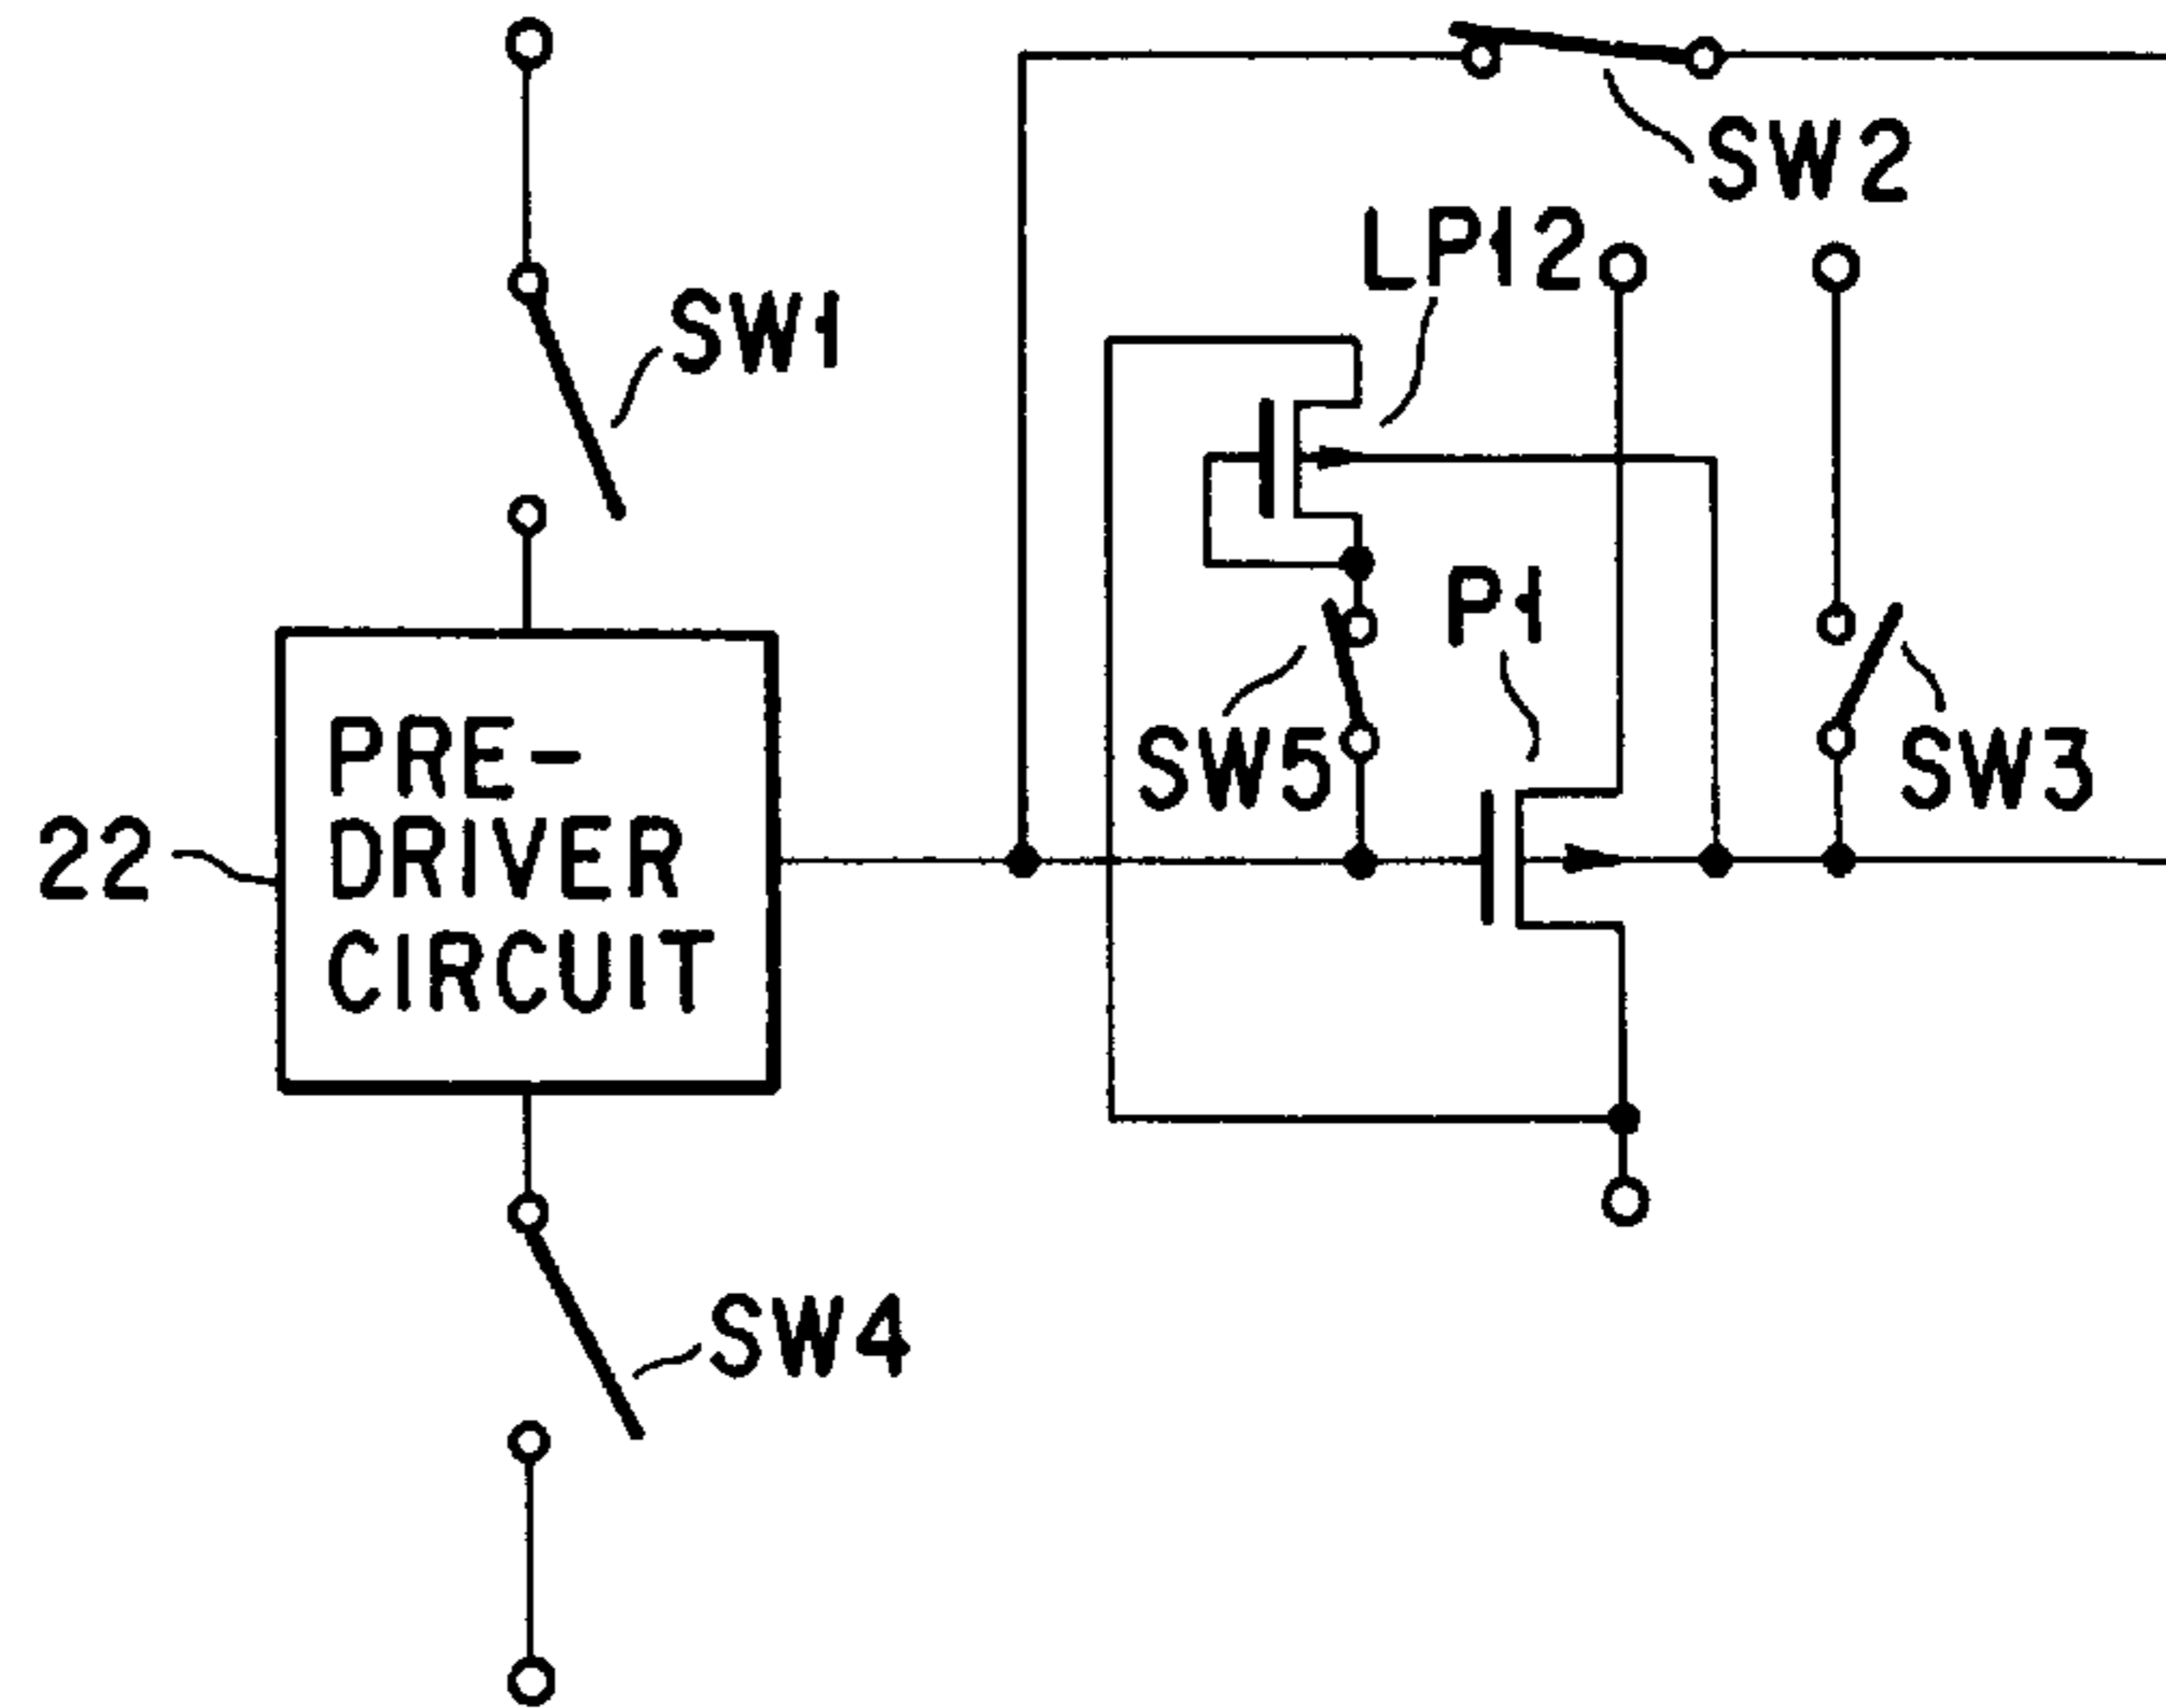 SW2
LP12
SW1
P1
SW5
SW3
PRE-
DRIVER
CIRCUIT
22
SW4